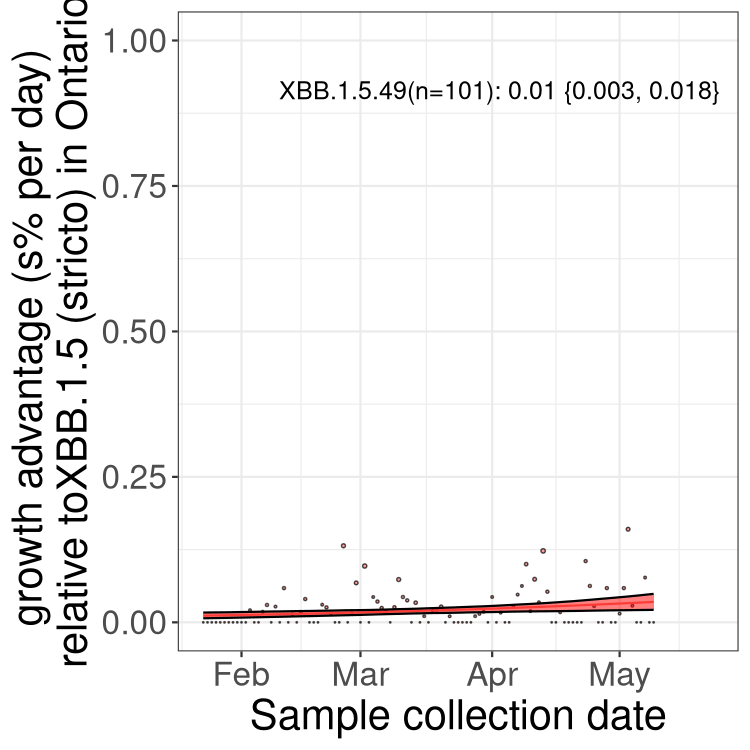 growth advantage (s% per day)
relative toXBB.1.5 (stricto) in Ontario
1.00
0.75
0.50
0.25
0.00
XBB.1.5.49(n=101): 0.01 {0.003, 0.018}
Feb Mar Apr May
Sample collection date